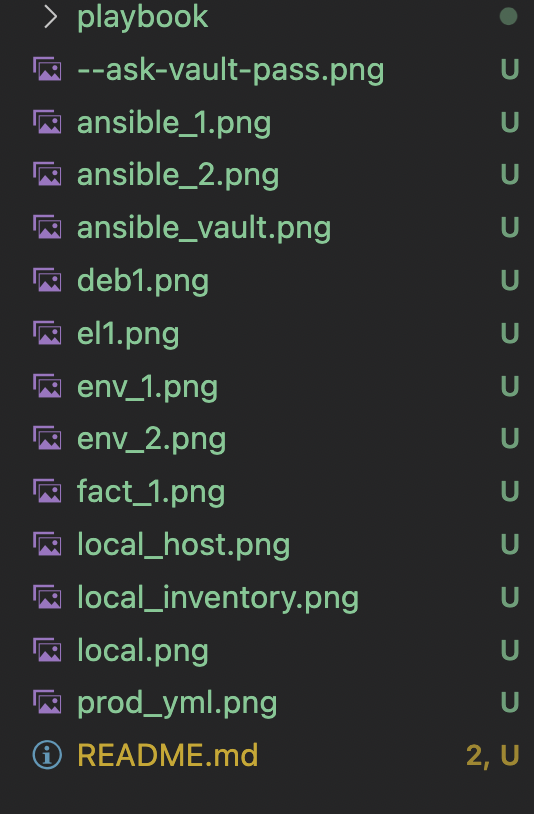 playbook
--ask-vault-pass.png U
ansible_1.png U
ansible_2.png U
ansible_vault.png U
deb1.png U
el1.png U
env_1.png U
env_2.png U
fact_1.png U
local_host.png U
local_inventory.png U
local.png U
prod_yml.png U
README.md 2, U